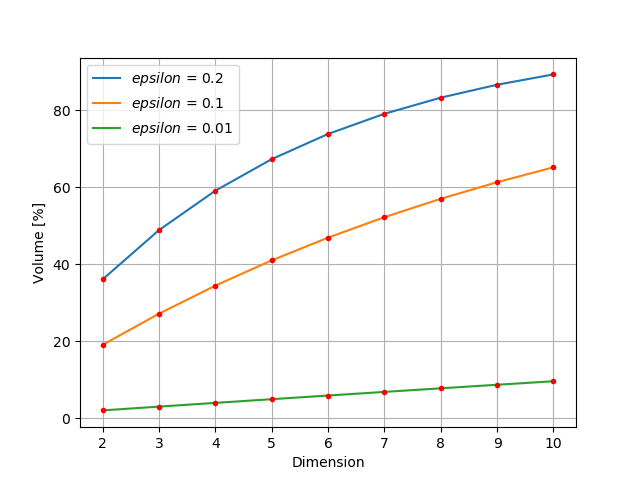 epsilon = 0.2
epsilon = 0.1
epsilon = 0.01
80
60
40
20
0
Volume [%]
2 3 4 5 6 7 8 9 10
Dimension